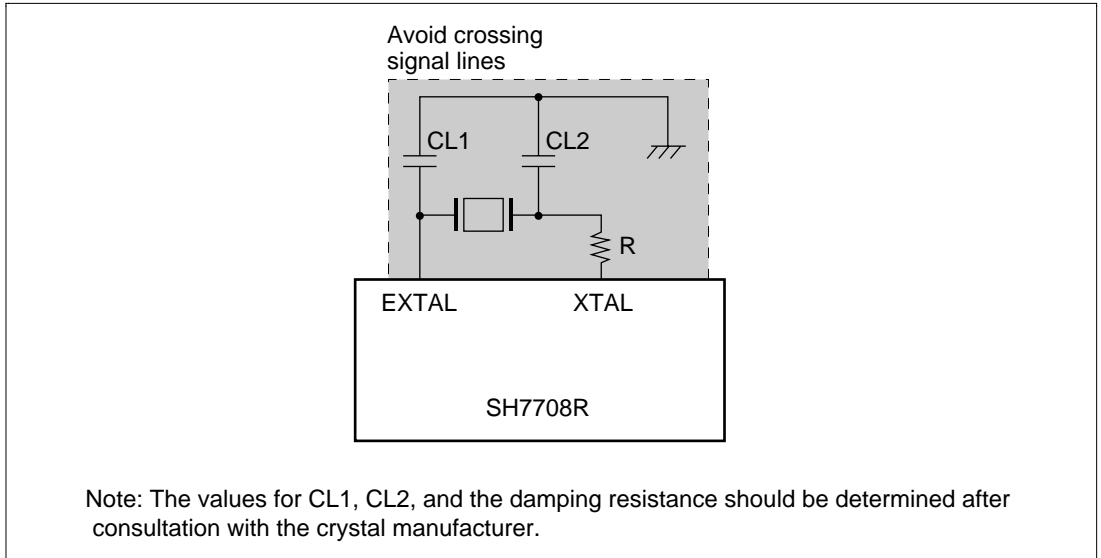 Avoid crossing
signal lines
CL1
CL2
R
EXTAL
XTAL
SH7708R
Note: The values for CL1, CL2, and the damping resistance should be determined after
consultation with the crystal manufacturer.